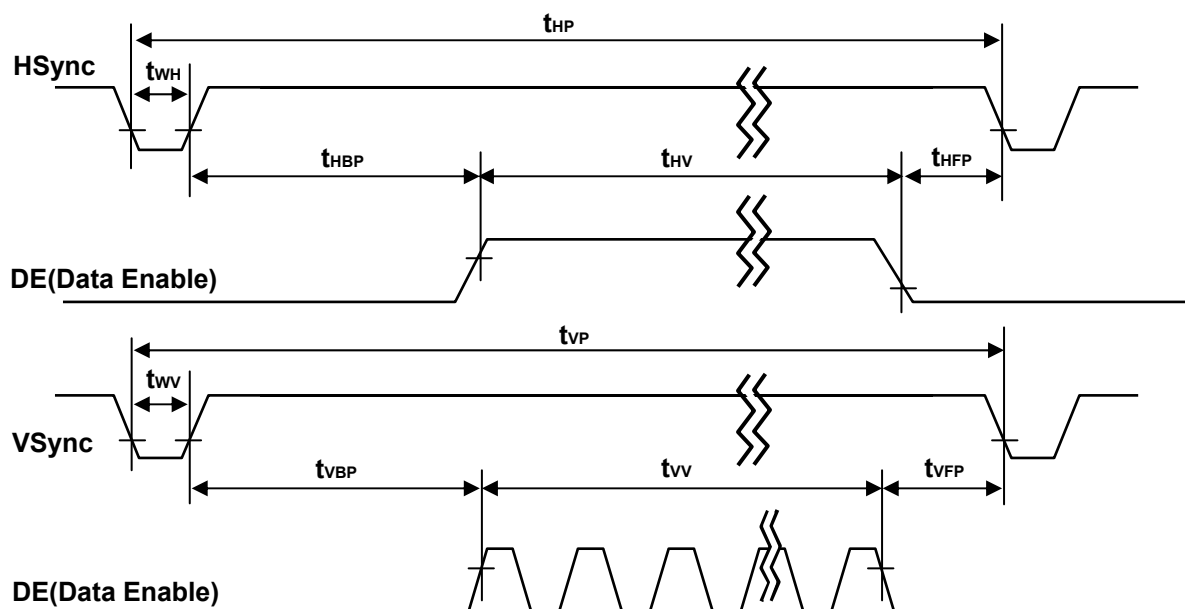 tHP
HSync
tWH
tHBP
tHV
tHFP
DE(Data Enable)
tVP
tWV
VSync
tVBP
tVV
tVFP
DE(Data Enable)